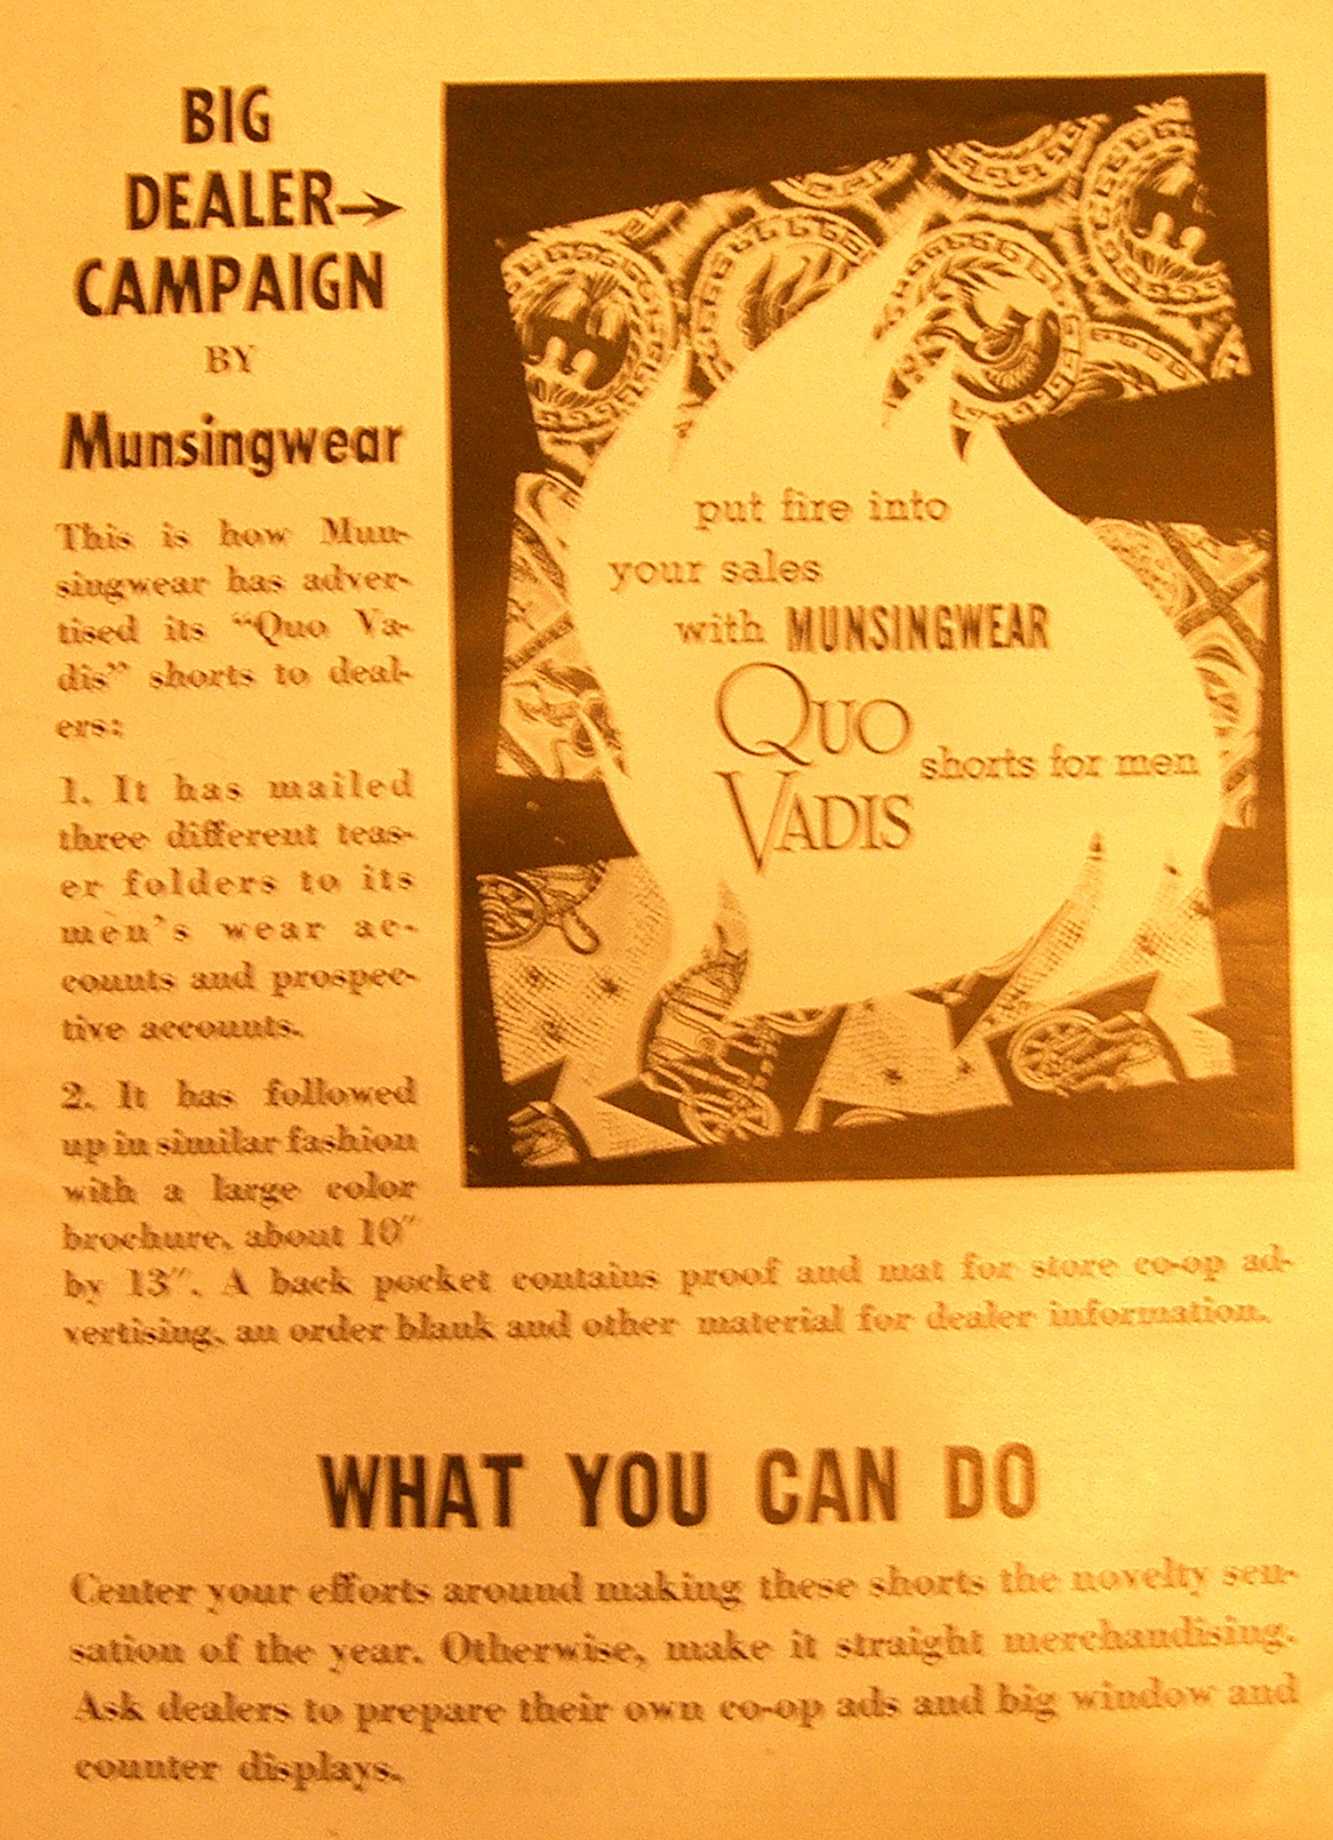 BIG
DEALER
CAMPAIGN
BY
Munsingwear
This is how Mun-
singwear has adver-
tised its “Quo Va-
dis” shorts to deal-
ers:
1. It has mailed
three different teas-
er folders to its
men’s wear ac-
counts and prospec-
tive accounts.
2. It has followed
up in similar fashion
with a large color
brochure, about 10″
by 13″. A back pocket contains proof and mat for store co-op ad-
vertising, an order blank and other material for dealer information.
put fire into
your sales
with MUNSINGWEAR
QUO
VADIS
shorts for men
WHAT YOU CAN DO
Center your efforts around making these shorts the novelty sen-
sation of the year. Otherwise, make it straight merchandising.
Ask dealers to prepare their own co-op ads and big window and
counter displays.